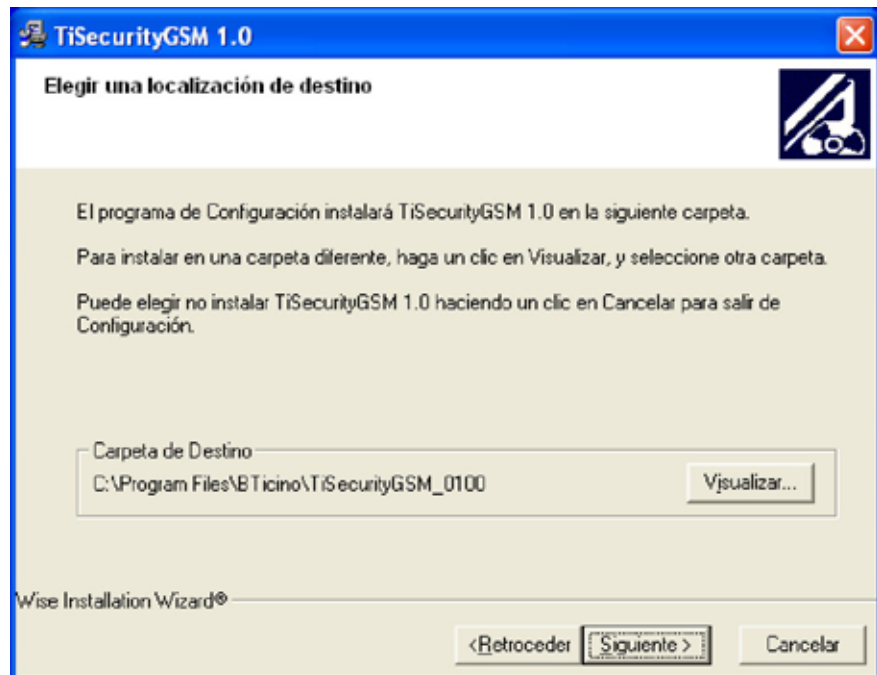 TiSecurityGSM 1.0
Elegir una localización de destino
El programa de Configuración instalará TiSecurityGSM 1.0 en la siguiente carpeta.
Para instalar en una carpeta diferente, haga un clic en Visualizar, y seleccione otra carpeta.
Puede elegir no instalar TiSecurityGSM 1.0 haciendo un clic en Cancelar para salir de
Configuración.
Carpeta de Destino
C:\Program Files\BTicino\TiSecurityGSM_0100
Visualizar...
Wise Installation Wizard®
<Retroceder
Siguiente >
Cancelar